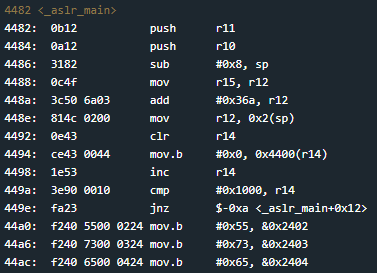 4482 <_aslr_main>
4482: 0b12 push r11
4484: 0a12 push r10
4486: 3182 sub #0x8, sp
4488: 0c4f mov r15, r12
448a: 3c50 6a03 add #0x36a, r12
448e: 814c 0200 mov r12, 0x2(sp)
4492: 0e43 clr r14
4494: ce43 0044 mov.b #0x0, 0x4400(r14)
4498: 1e53 inc r14
449a: 3e90 0010 cmp #0x1000, r14
449e: fa23 jnz $-0xa <_aslr_main+0x12>
44a0: f240 5500 0224 mov.b #0x55, &0x2402
44a6: f240 7300 0324 mov.b #0x73, &0x2403
44ac: f240 6500 0424 mov.b #0x65, &0x2404